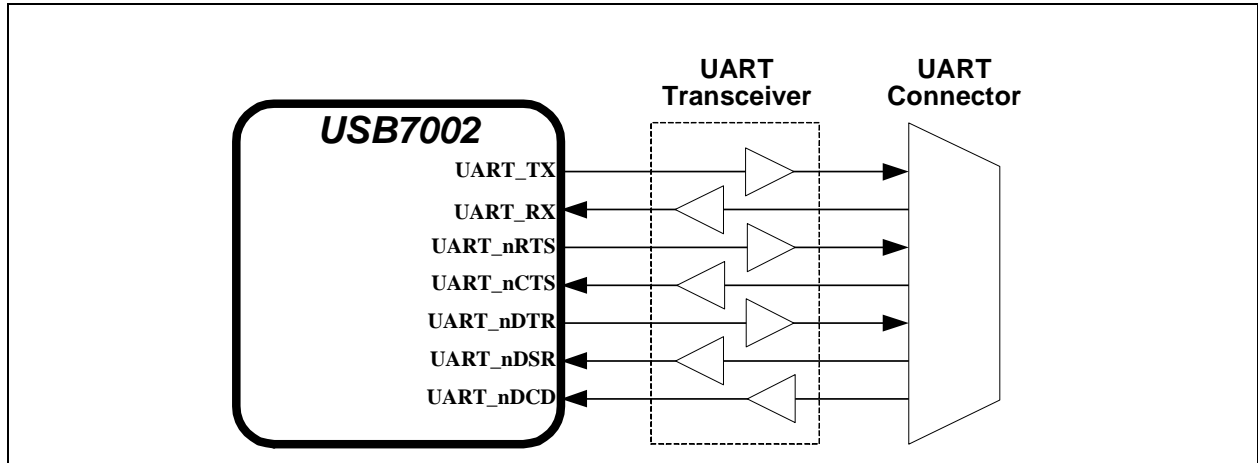 UART
Transceiver
UART
Connector
USB7002
UART_TX
UART_RX
UART_nRTS
UART_nCTS
UART_nDTR
UART_nDSR
UART_nDCD